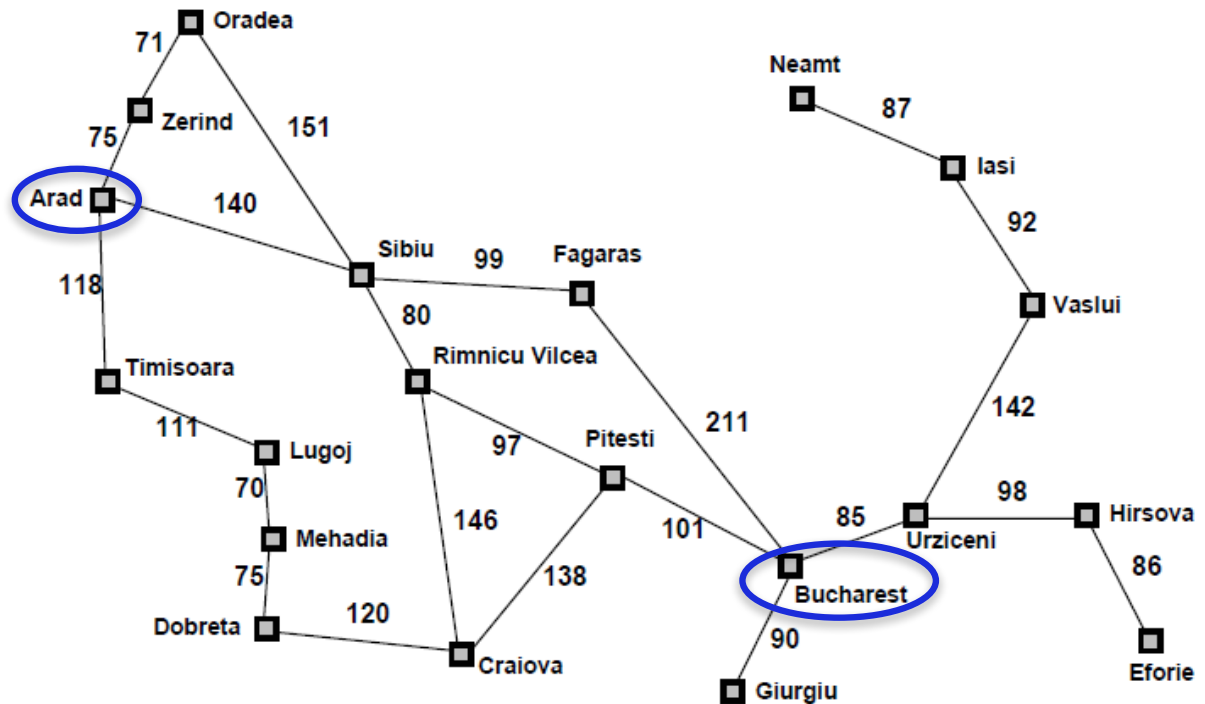 Oradea
71
Neamt
87
Zerind
151
75
Iasi
Arad
140
92
Sibiu
99
Fagaras
118
80
Vaslui
Rimnicu Vilcea
Timisoara
142
211
111
Lugoj
97
Pitesti
70
98
Hirsova
146
101
85
Urziceni
Mehadia
86
75
138
Bucharest
120
Dobreta
90
Craiova
Eforie
Giurgiu